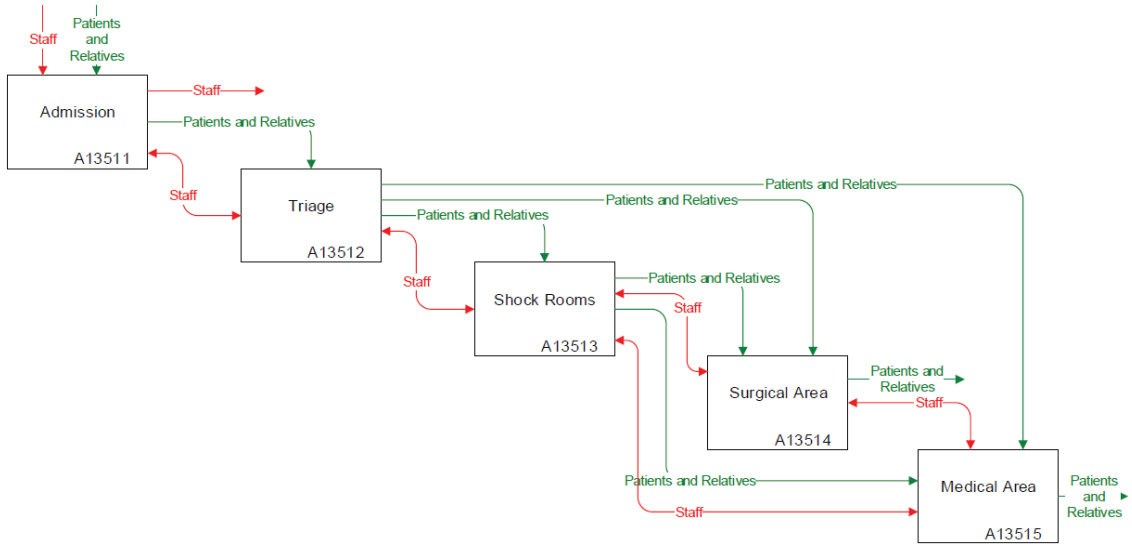 Staff
Patients
and
Relatives
Staff
Admission
Patients and Relatives
A13511
Staff
Patients and Relatives
Triage
Patients and Relatives
Patients and Relatives
A13512
Staff
Shock Rooms
Patients and Relatives
Staff
A13513
Patients and
Relatives
Surgical Area
Staff
A13514
Patients and Relatives
Medical Area
Patients
and
Relatives
Staff
A13515